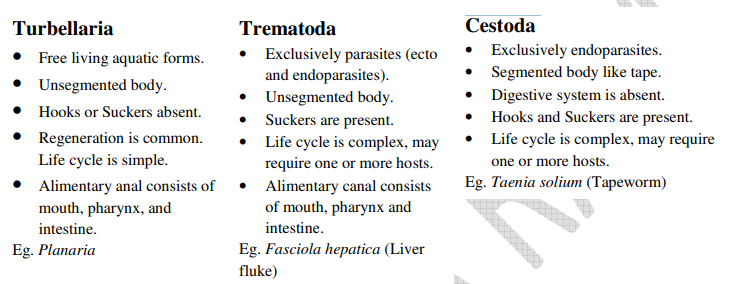 Turbellaria
● Free living aquatic forms.
● Unsegmented body.
● Hooks or Suckers absent.
● Regeneration is common.
Life cycle is simple.
● Alimentary anal consists of
mouth, pharynx, and
intestine.
Eg. Planaria
Trematoda
● Exclusively parasites (ecto
and endoparasites).
● Unsegmented body.
● Suckers are present.
● Life cycle is complex, may
require one or more hosts.
● Alimentary canal consists
of mouth, pharynx and
intestine.
Eg. Fasciola hepatica (Liver
fluke)
Cestoda
● Exclusively endoparasites.
● Segmented body like tape.
● Digestive system is absent.
● Hooks and Suckers are present.
● Life cycle is complex, may require
one or more hosts.
Eg. Taenia solium (Tapeworm)